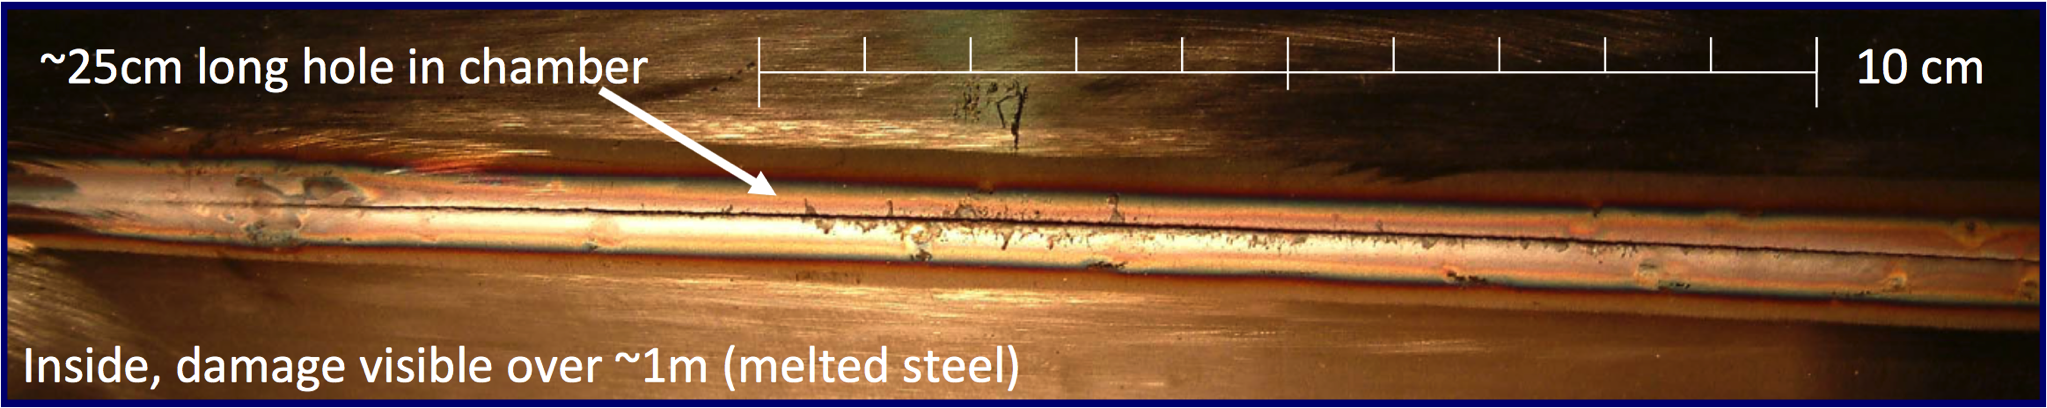 ~25cm long hole in chamber
10 cm
Inside, damage visible over ~1m (melted steel)